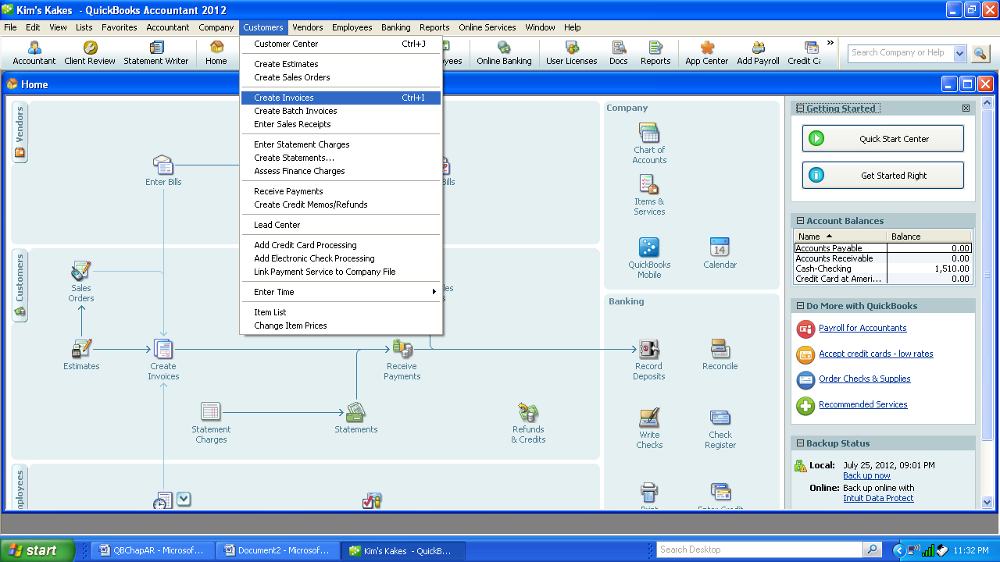 Kim's Kakes - QuickBooks Accountant 2012
File Edit View Lists Favorites Accountant Company Customers Vendors Employees Banking Reports Online Services Window Help
Accountant Client Review Statement Writer Home yees Online Banking User Licenses Docs Reports App Center Add Payroll Credit Ca »
Search Company or Help
Customer Center Ctrl+J
Create Estimates
Create Sales Orders
Create Invoices Ctrl+I
Create Batch Invoices
Enter Sales Receipts
Enter Statement Charges
Create Statements...
Assess Finance Charges
Receive Payments
Create Credit Memos/Refunds
Lead Center
Add Credit Card Processing
Add Electronic Check Processing
Link Payment Service to Company File
Enter Time
Item List
Change Item Prices
Home
Vendors
Enter Bills
Bills
Customers
Sales
Orders
les
s
Estimates
Create
Invoices
Receive
Payments
Statement
Charges
Statements
Refunds
& Credits
mployees
Company
Chart of
Accounts
Items &
Services
QuickBooks
Mobile
14
Calendar
Banking
Record
Deposits
Reconcile
Write
Checks
Check
Register
Print
Enter Credit
Getting Started
Quick Start Center
Get Started Right
Account Balances
Name Balance
Accounts Payable 0.00
Accounts Receivable 0.00
Cash-Checking 1,510.00
Credit Card at Ameri... 0.00
Do More with QuickBooks
Payroll for Accountants
Accept credit cards - low rates
Order Checks & Supplies
Recommended Services
Backup Status
Local: July 25, 2012, 09:01 PM
Back up now
Online: Back up online with
Intuit Data Protect
start
QBChapAR - Microsof...
Document2 - Microsof...
Kim's Kakes - QuickB...
Search Desktop
11:32 PM